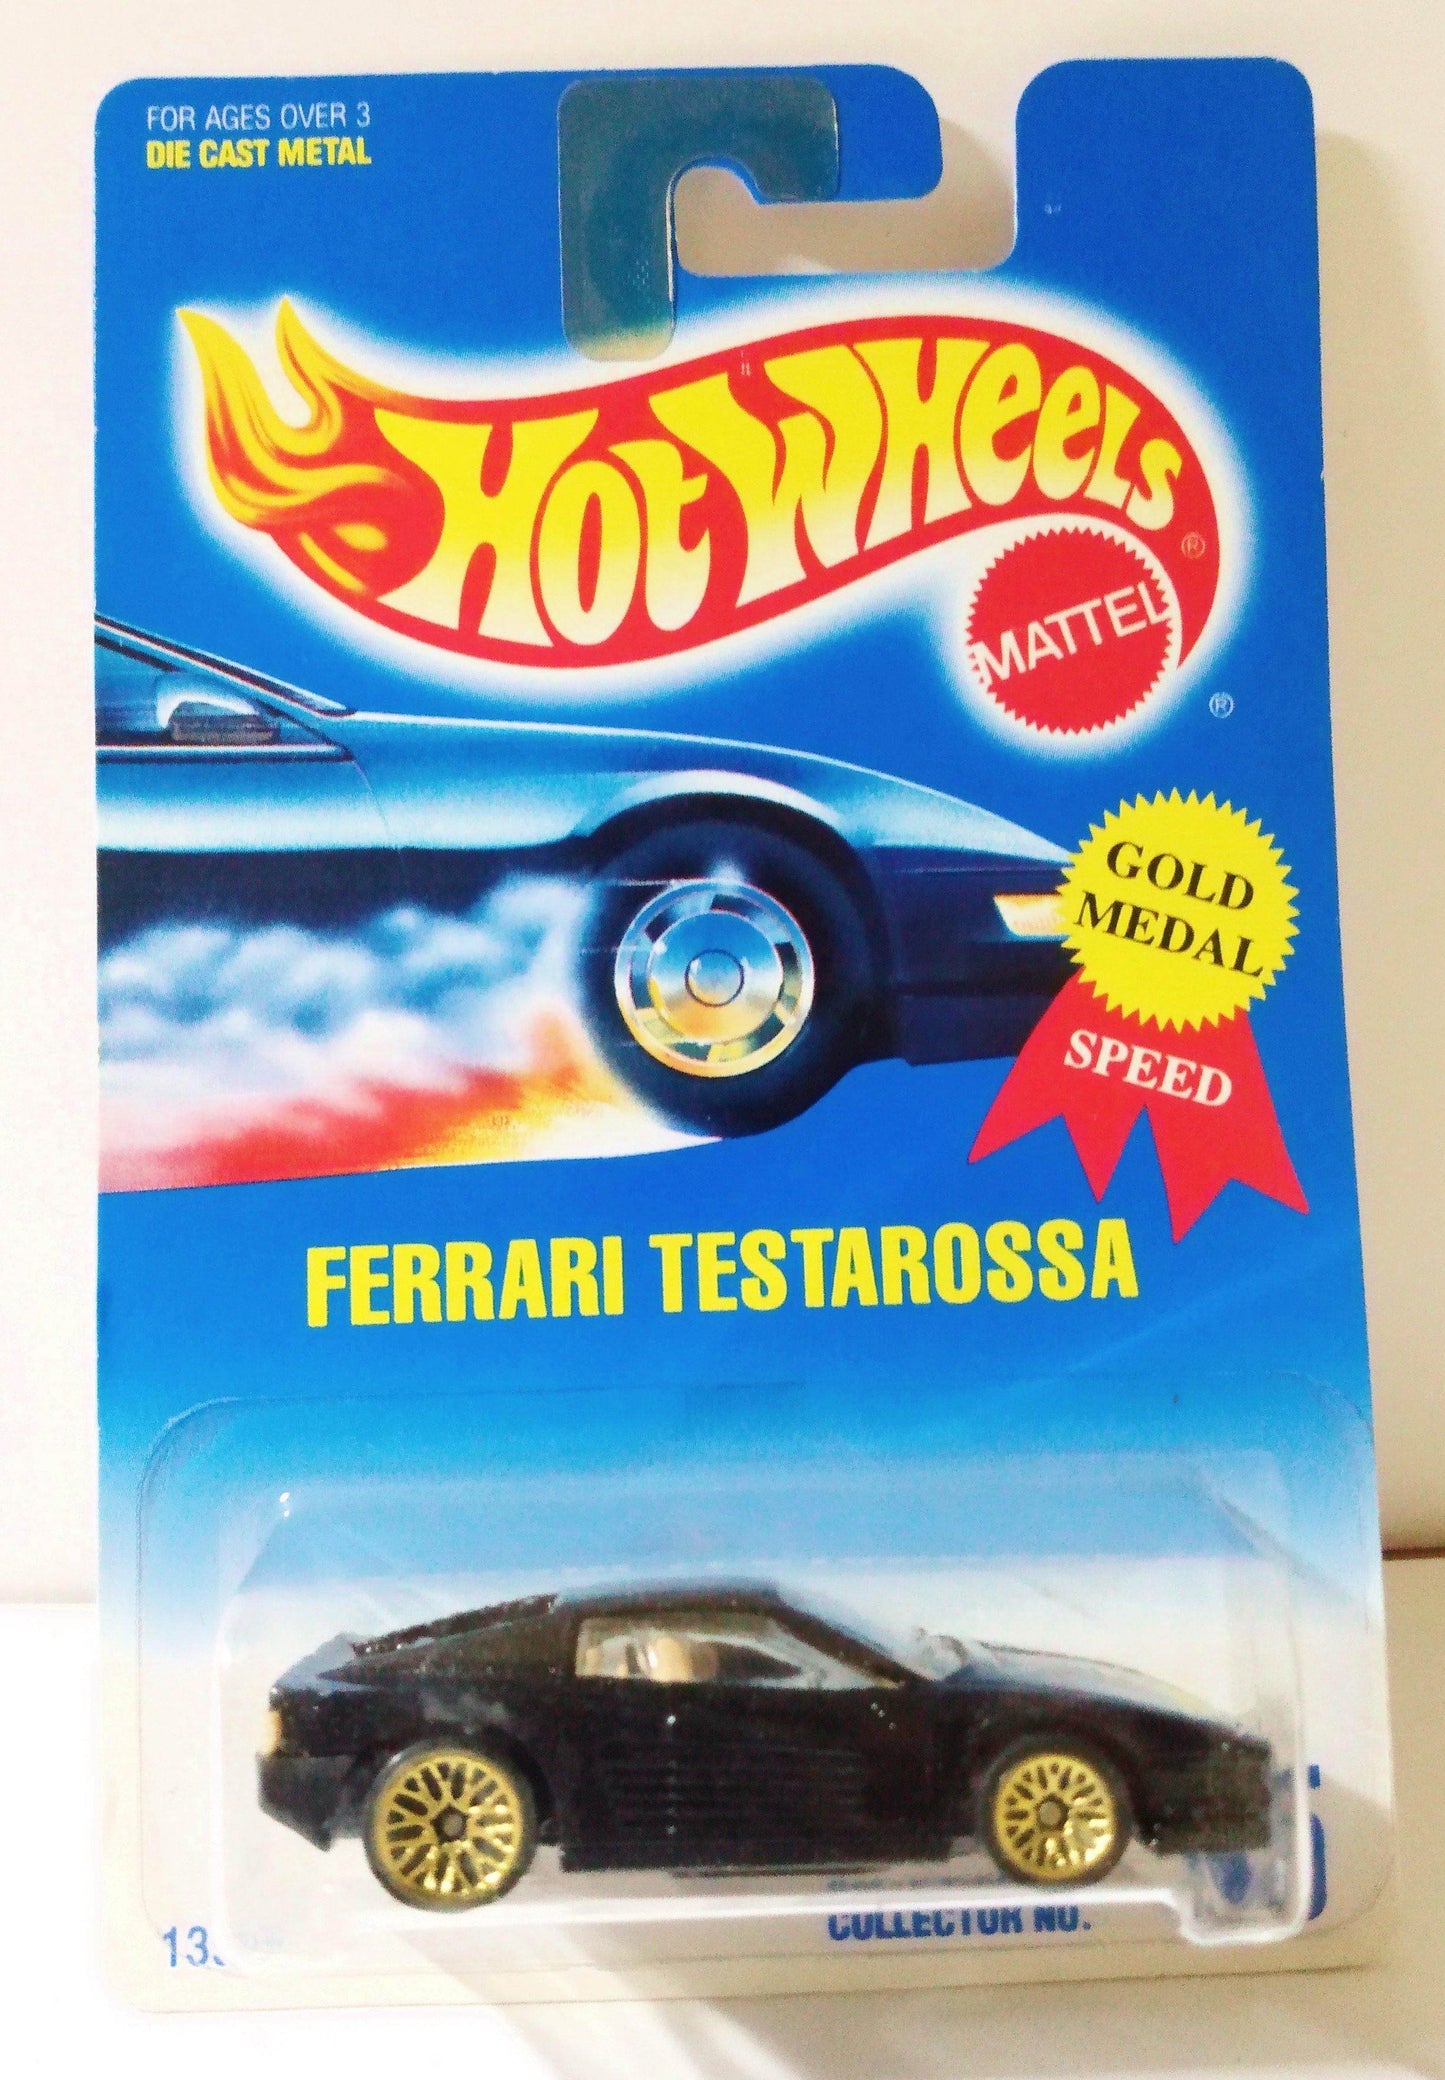 FOR AGES OVER 3
DIE CAST METAL
HOT WHEELS ®
MATTEL ®
GOLD
MEDAL
SPEED
FERRARI TESTAROSSA
COLLECTOR NO.